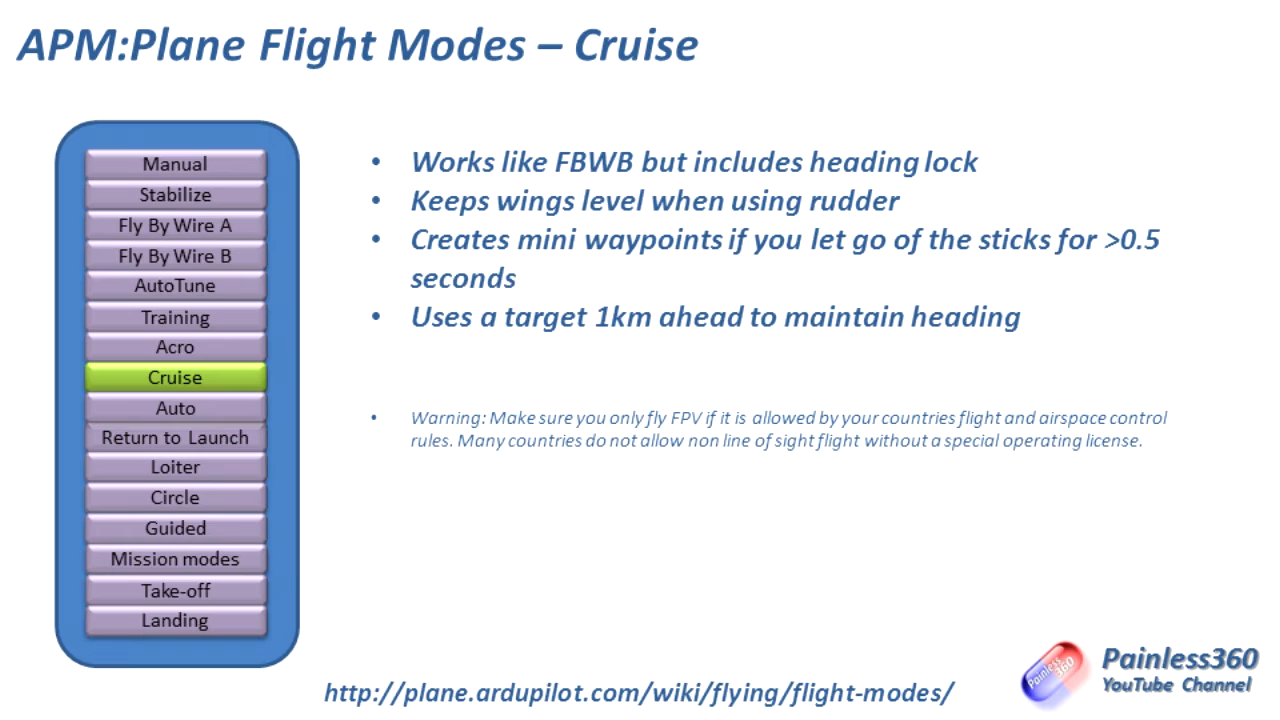 APM:Plane Flight Modes – Cruise
Manual
Stabilize
Fly By Wire A
Fly By Wire B
AutoTune
Training
Acro
Cruise
Auto
Return to Launch
Loiter
Circle
Guided
Mission modes
Take-off
Landing
• Works like FBWB but includes heading lock
• Keeps wings level when using rudder
• Creates mini waypoints if you let go of the sticks for >0.5
seconds
• Uses a target 1km ahead to maintain heading
• Warning: Make sure you only fly FPV if it is allowed by your countries flight and airspace control
rules. Many countries do not allow non line of sight flight without a special operating license.
http://plane.ardupilot.com/wiki/flying/flight-modes/
Painless
360
Painless360
YouTube Channel